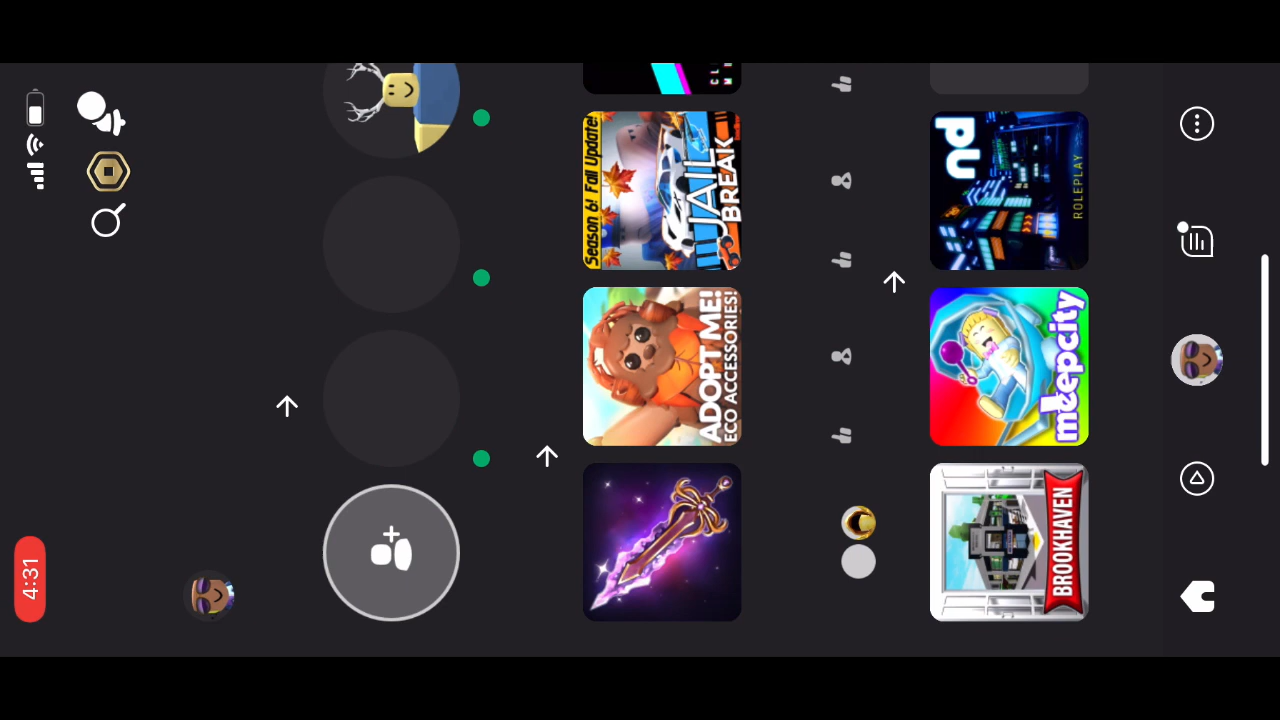 4:31
Season 6! Fall Update!
JAIL
BREAK
ADOPT ME!
ECO ACCESSORIES!
ROLEPLAY
meepcity
BROOKHAVEN